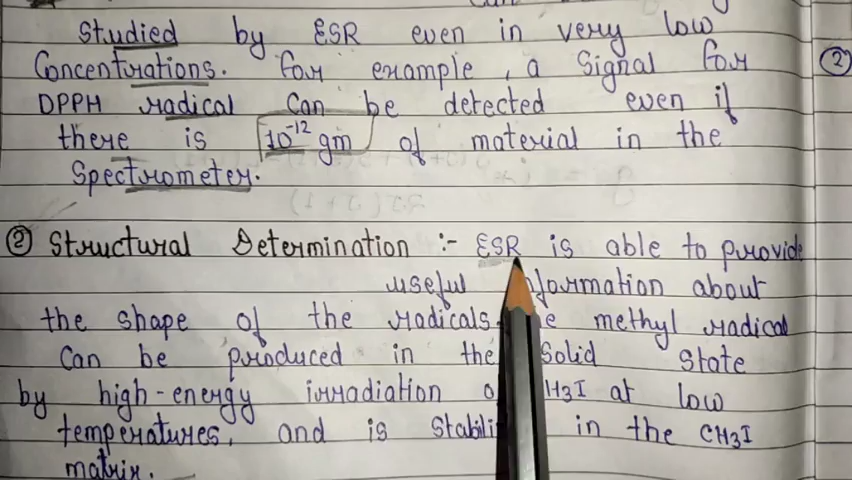 Studied by ESR even in very low
Concentrations. For example, a Signal for
DPPH radical can be detected even if
there is 10⁻¹² gm of material in the
Spectrometer.
② Structural Determination :- ESR is able to provide
useful information about
the shape of the radicals. methyl radical
can be produced in the Solid State
by high-energy irradiation CH3I at low
temperatures, and is in the CH3I
matrix.
②